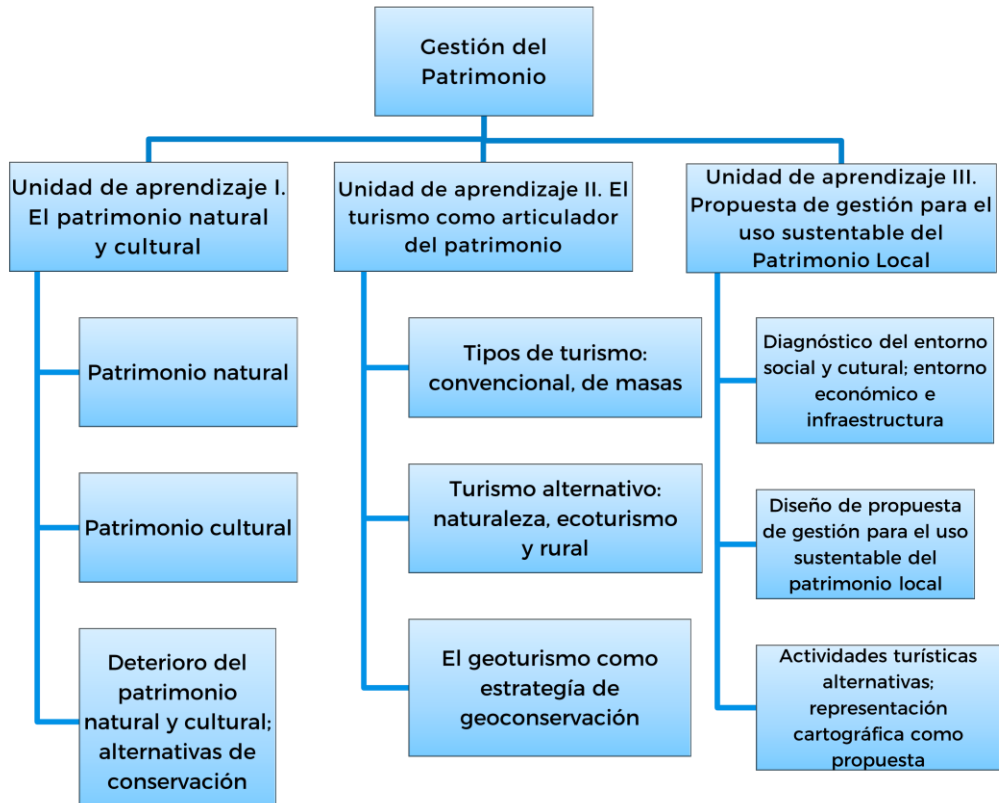 Gestión del
Patrimonio
Unidad de aprendizaje I.
El patrimonio natural
y cultural
Patrimonio natural
Patrimonio cultural
Deterioro del
patrimonio
natural y cultural;
alternativas de
conservación
Unidad de aprendizaje II. El
turismo como articulador
del patrimonio
Tipos de turismo:
convencional, de masas
Turismo alternativo:
naturaleza, ecoturismo
y rural
El geoturismo como
estrategía de
geoconservación
Unidad de aprendizaje III.
Propuesta de gestión para el
uso sustentable del
Patrimonio Local
Diagnóstico del entorno
social y cutural; entorno
económico e
infraestructura
Diseño de propuesta
de gestión para el uso
sustentable del
patrimonio local
Actividades turísticas
alternativas;
representación
cartográfica como
propuesta